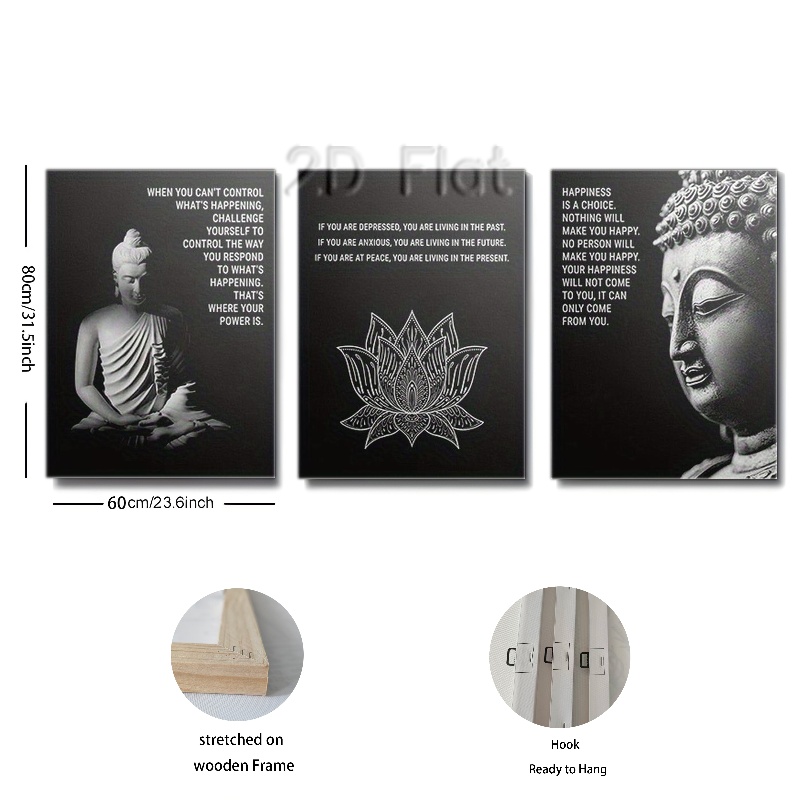 2D Flat
WHEN YOU CAN'T CONTROL
WHAT'S HAPPENING,
CHALLENGE
YOURSELF TO
CONTROL THE WAY
YOU RESPOND
TO WHAT'S
HAPPENING.
THAT'S
WHERE YOUR
POWER IS.
IF YOU ARE DEPRESSED, YOU ARE LIVING IN THE PAST.
IF YOU ARE ANXIOUS, YOU ARE LIVING IN THE FUTURE.
IF YOU ARE AT PEACE, YOU ARE LIVING IN THE PRESENT.
HAPPINESS
IS A CHOICE.
NOTHING WILL
MAKE YOU HAPPY.
NO PERSON WILL
MAKE YOU HAPPY.
YOUR HAPPINESS
WILL NOT COME
TO YOU, IT CAN
ONLY COME
FROM YOU.
80cm/31.5inch
60cm/23.6inch
stretched on
wooden Frame
Hook
Ready to Hang